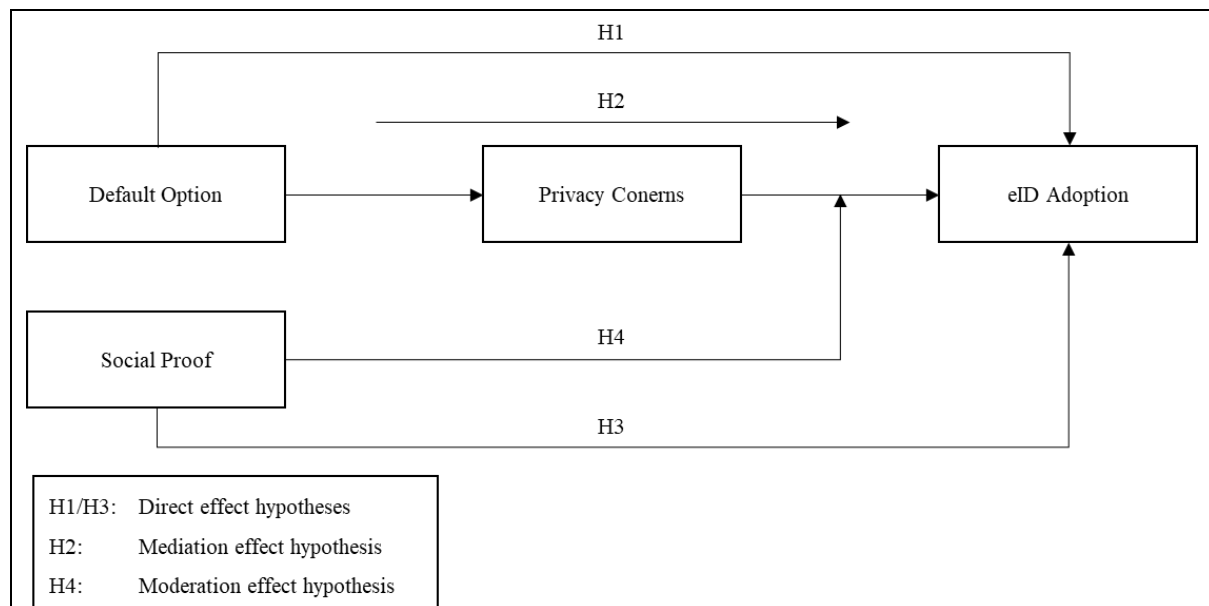 H1
H2
Default Option
Privacy Conerns
eID Adoption
Social Proof
H4
H3
H1/H3: Direct effect hypotheses
H2: Mediation effect hypothesis
H4: Moderation effect hypothesis